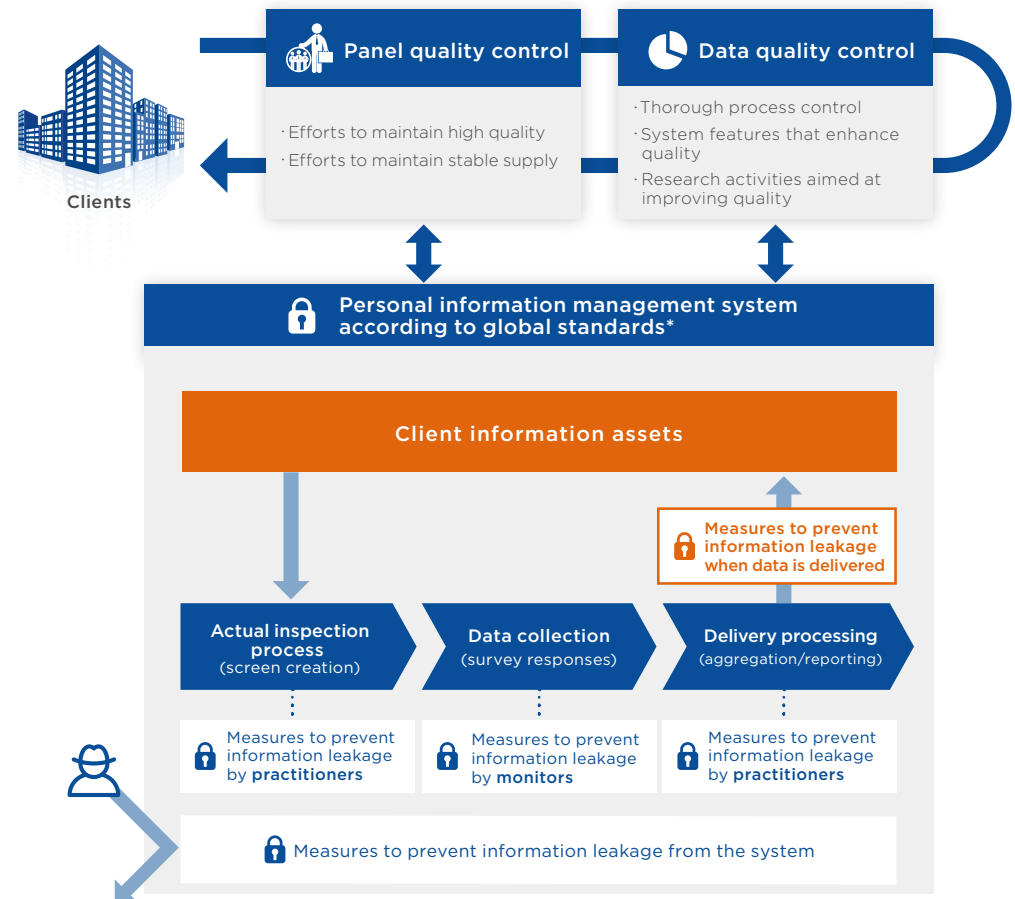 Panel quality control
Data quality control
· Efforts to maintain high quality
· Efforts to maintain stable supply
· Thorough process control
· System features that enhance
quality
· Research activities aimed at
improving quality
Clients
Personal information management system
according to global standards*
Client information assets
Measures to prevent
information leakage
when data is delivered
Actual inspection
process
(screen creation)
Data collection
(survey responses)
Delivery processing
(aggregation/reporting)
Measures to prevent
information leakage
by practitioners
Measures to prevent
information leakage
by monitors
Measures to prevent
information leakage
by practitioners
Measures to prevent information leakage from the system